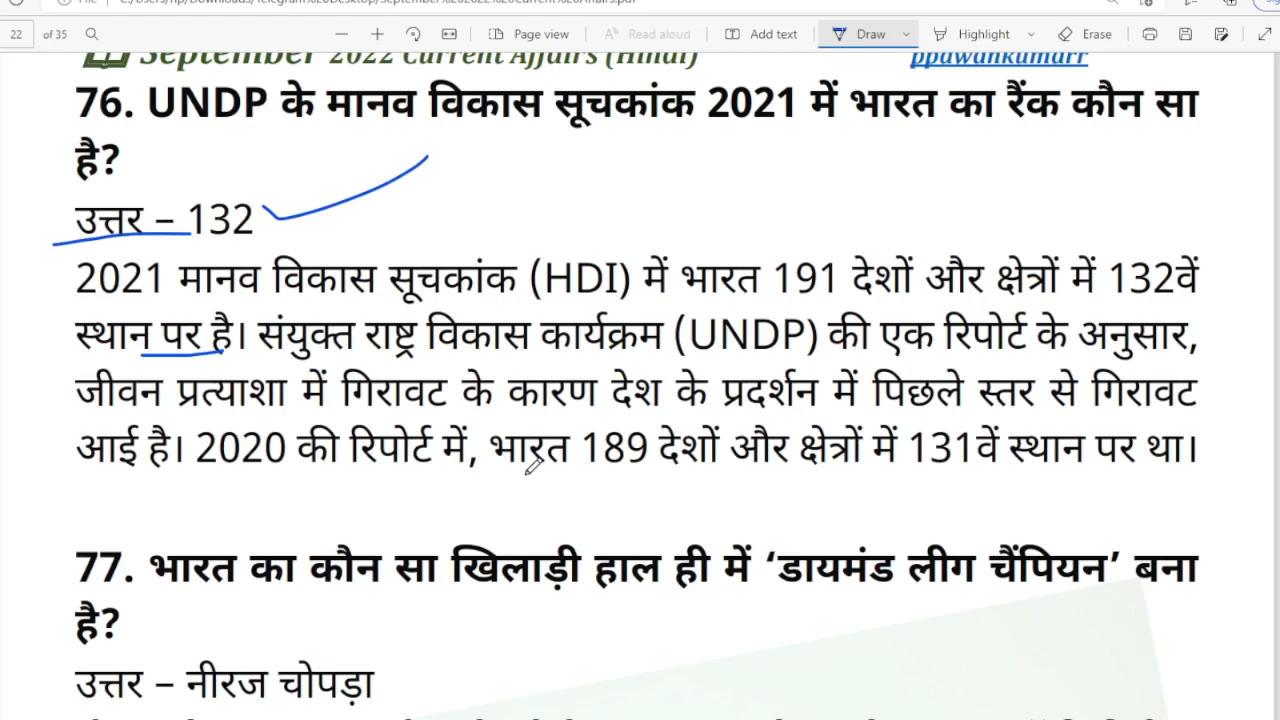 22 of 35 Page view Read aloud Add text Draw Highlight Erase
September 2022 Current Affairs (Hindi) ppawankumarr
76. UNDP के मानव विकास सूचकांक 2021 में भारत का रैंक कौन सा
है?
उत्तर – 132
2021 मानव विकास सूचकांक (HDI) में भारत 191 देशों और क्षेत्रों में 132वें
स्थान पर है। संयुक्त राष्ट्र विकास कार्यक्रम (UNDP) की एक रिपोर्ट के अनुसार,
जीवन प्रत्याशा में गिरावट के कारण देश के प्रदर्शन में पिछले स्तर से गिरावट
आई है। 2020 की रिपोर्ट में, भारत 189 देशों और क्षेत्रों में 131वें स्थान पर था।
77. भारत का कौन सा खिलाड़ी हाल ही में ‘डायमंड लीग चैंपियन’ बना
है?
उत्तर – नीरज चोपड़ा